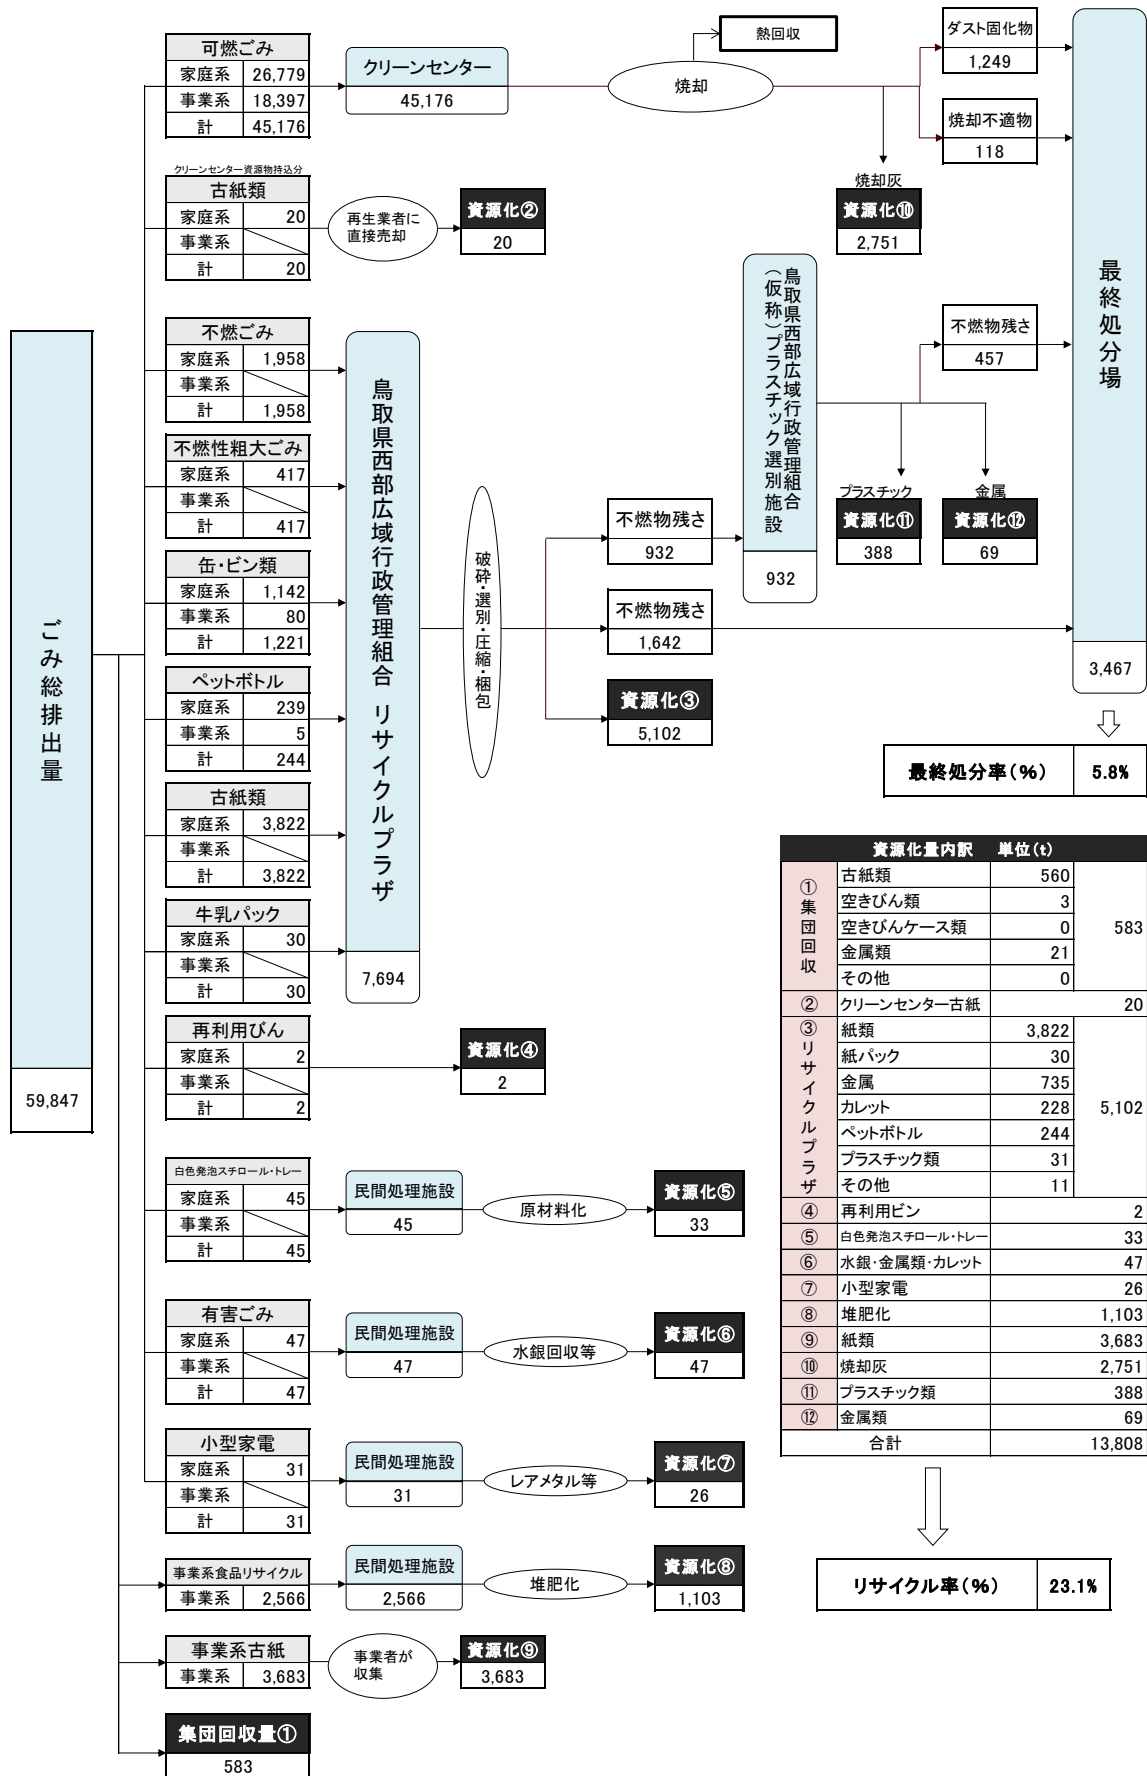 ごみ総排出量
59,847
可燃ごみ
家庭系 26,779
事業系 18,397
計 45,176
クリーンセンター
45,176
焼却
熱回収
ダスト固化物
1,249
焼却不適物
118
焼却灰
資源化⑩
2,751
クリーンセンター資源物持込分
古紙類
家庭系 20
事業系
計 20
再生業者に
直接売却
資源化②
20
不燃ごみ
家庭系 1,958
事業系
計 1,958
不燃性粗大ごみ
家庭系 417
事業系
計 417
缶・ビン類
家庭系 1,142
事業系 80
計 1,221
ペットボトル
家庭系 239
事業系 5
計 244
古紙類
家庭系 3,822
事業系
計 3,822
牛乳パック
家庭系 30
事業系
計 30
鳥取県西部広域行政管理組合 リサイクルプラザ
7,694
破砕・選別・圧縮・梱包
不燃物残さ
932
不燃物残さ
1,642
資源化③
5,102
鳥取県西部広域行政管理組合
（仮称）プラスチック選別施設
932
不燃物残さ
457
プラスチック
資源化⑪
388
金属
資源化⑫
69
最終処分場
3,467
最終処分率(%) 5.8%
再利用びん
家庭系 2
事業系
計 2
資源化④
2
白色発泡スチロール・トレー
家庭系 45
事業系
計 45
民間処理施設
45
原材料化
資源化⑤
33
有害ごみ
家庭系 47
事業系
計 47
民間処理施設
47
水銀回収等
資源化⑥
47
小型家電
家庭系 31
事業系
計 31
民間処理施設
31
レアメタル等
資源化⑦
26
事業系食品リサイクル
事業系 2,566
民間処理施設
2,566
堆肥化
資源化⑧
1,103
事業系古紙
事業系 3,683
事業者が
収集
資源化⑨
3,683
集団回収量①
583
資源化量内訳 単位(t)
①集団回収
古紙類 560
空きびん類 3
空きびんケース類 0
金属類 21
その他 0
583
② クリーンセンター古紙 20
③リサイクルプラザ
紙類 3,822
紙パック 30
金属 735
カレット 228
ペットボトル 244
プラスチック類 31
その他 11
5,102
④ 再利用ビン 2
⑤ 白色発泡スチロール・トレー 33
⑥ 水銀・金属類・カレット 47
⑦ 小型家電 26
⑧ 堆肥化 1,103
⑨ 紙類 3,683
⑩ 焼却灰 2,751
⑪ プラスチック類 388
⑫ 金属類 69
合計 13,808
リサイクル率(%) 23.1%